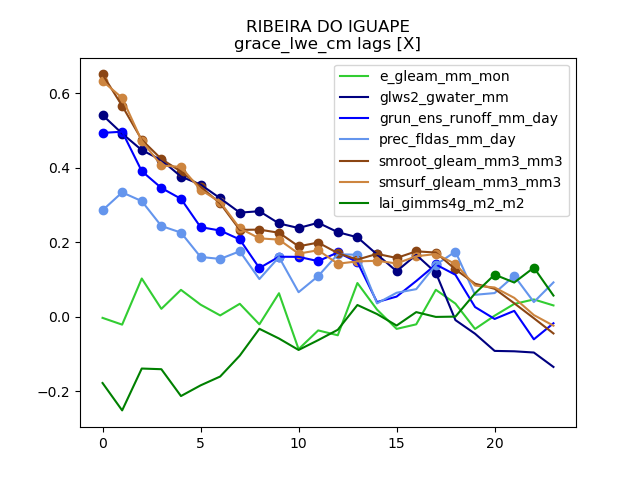 RIBEIRA DO IGUAPE
grace_lwe_cm lags [X]
e_gleam_mm_mon
glws2_gwater_mm
grun_ens_runoff_mm_day
prec_fldas_mm_day
smroot_gleam_mm3_mm3
smsurf_gleam_mm3_mm3
lai_gimms4g_m2_m2
0.6
0.4
0.2
0.0
−0.2
0 5 10 15 20